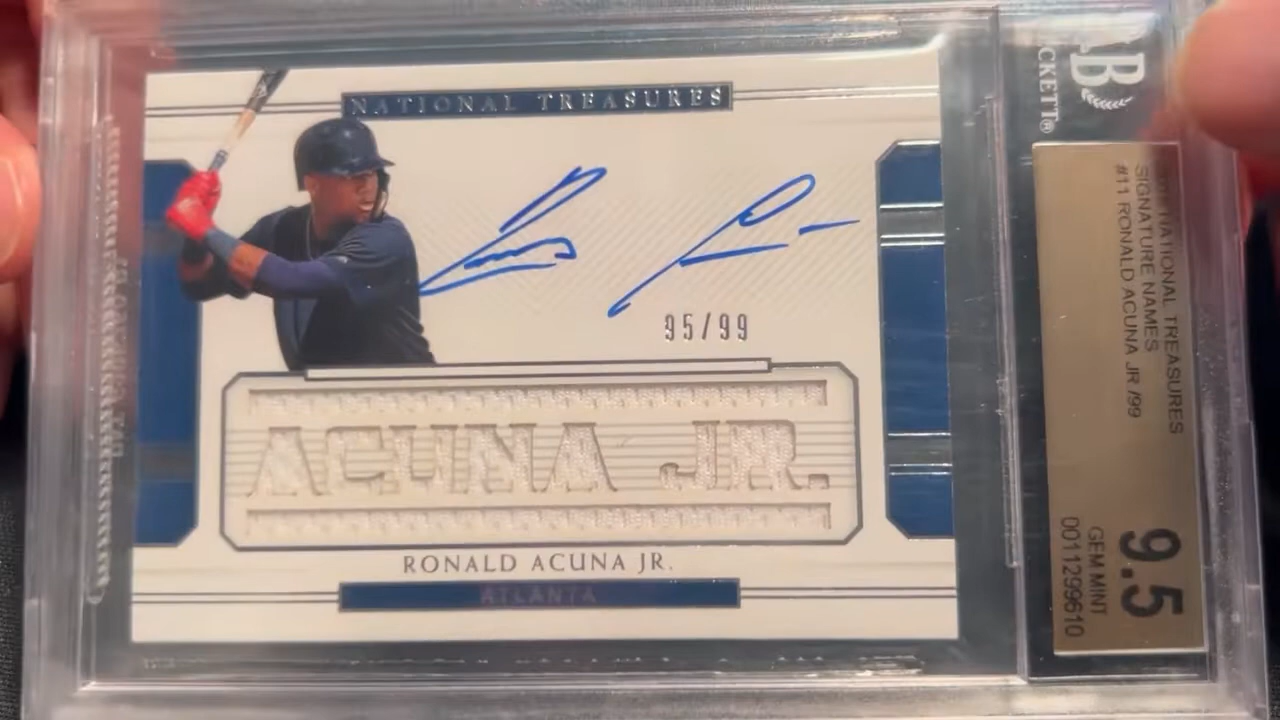 NATIONAL TREASURES
95/99
ACUNA JR.
RONALD ACUNA JR.
ATLANTA
B
CKETT®
NATIONAL TREASURES
SIGNATURE NAMES
#11 RONALD ACUNA JR /99
9.5
GEM MINT
0011299610